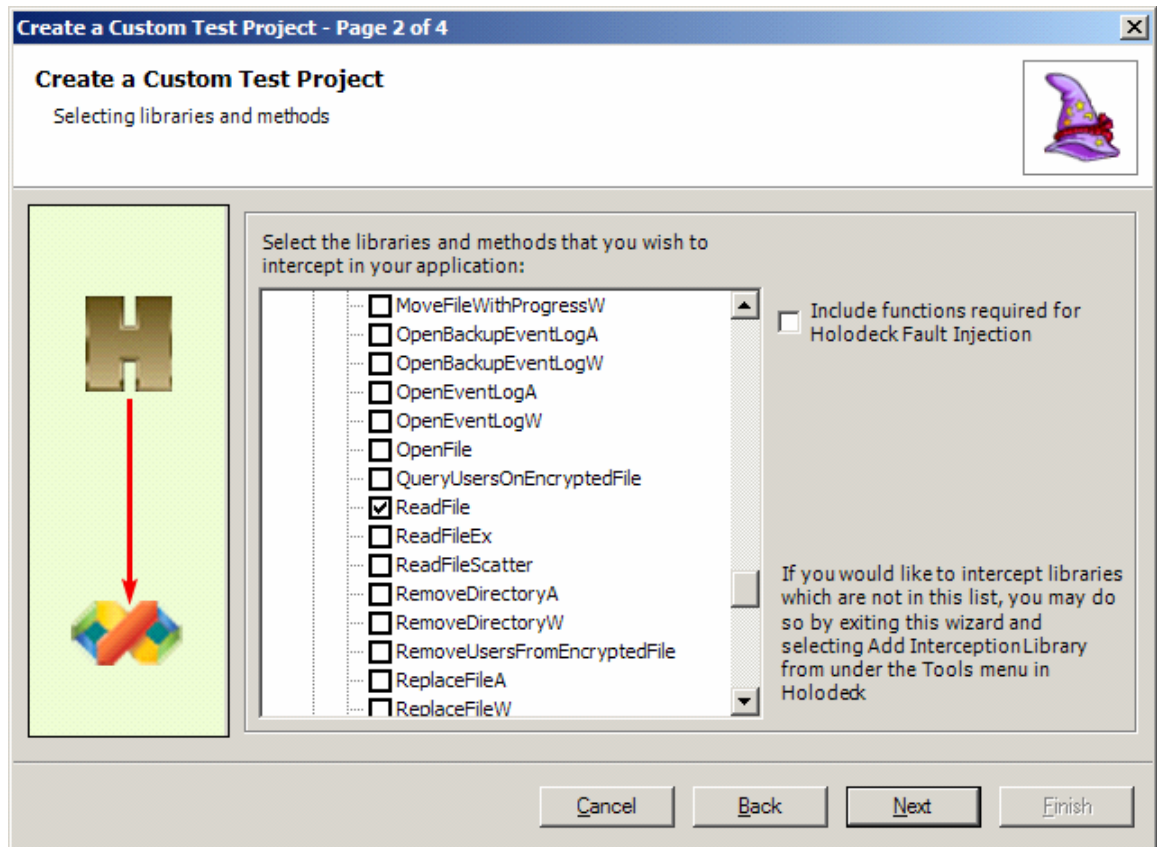 Create a Custom Test Project - Page 2 of 4
Create a Custom Test Project
Selecting libraries and methods
Select the libraries and methods that you wish to
intercept in your application:
MoveFileWithProgressW
OpenBackupEventLogA
OpenBackupEventLogW
OpenEventLogA
OpenEventLogW
OpenFile
QueryUsersOnEncryptedFile
ReadFile
ReadFileEx
ReadFileScatter
RemoveDirectoryA
RemoveDirectoryW
RemoveUsersFromEncryptedFile
ReplaceFileA
ReplaceFileW
Include functions required for
Holodeck Fault Injection
If you would like to intercept libraries
which are not in this list, you may do
so by exiting this wizard and
selecting Add Interception Library
from under the Tools menu in
Holodeck
Cancel
Back
Next
Finish